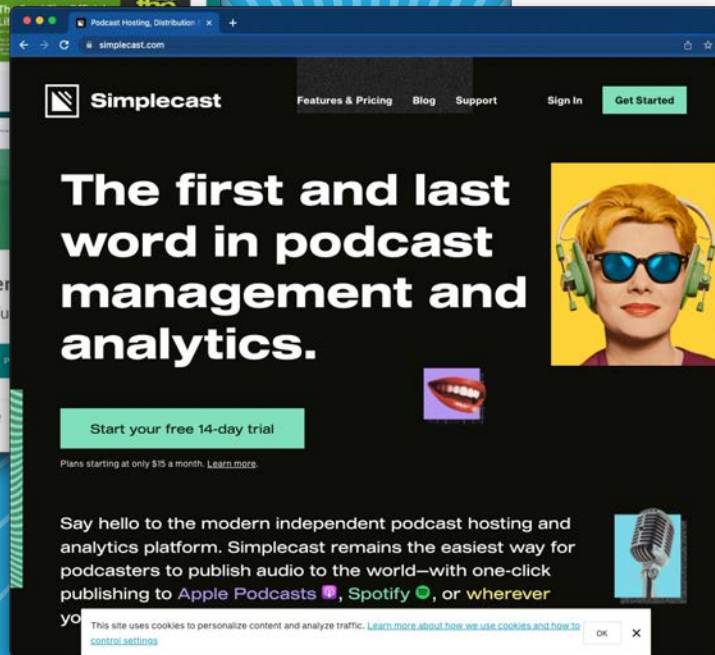 Podcast Hosting, Distribution
simplecast.com
Simplecast
Features & Pricing Blog Support Sign In Get Started
The first and last
word in podcast
management and
analytics.
Start your free 14-day trial
Plans starting at only $15 a month. Learn more.
Say hello to the modern independent podcast hosting and
analytics platform. Simplecast remains the easiest way for
podcasters to publish audio to the world—with one-click
publishing to Apple Podcasts, Spotify, or wherever
This site uses cookies to personalize content and analyze traffic. Learn more about how we use cookies and how to
control settings
OK